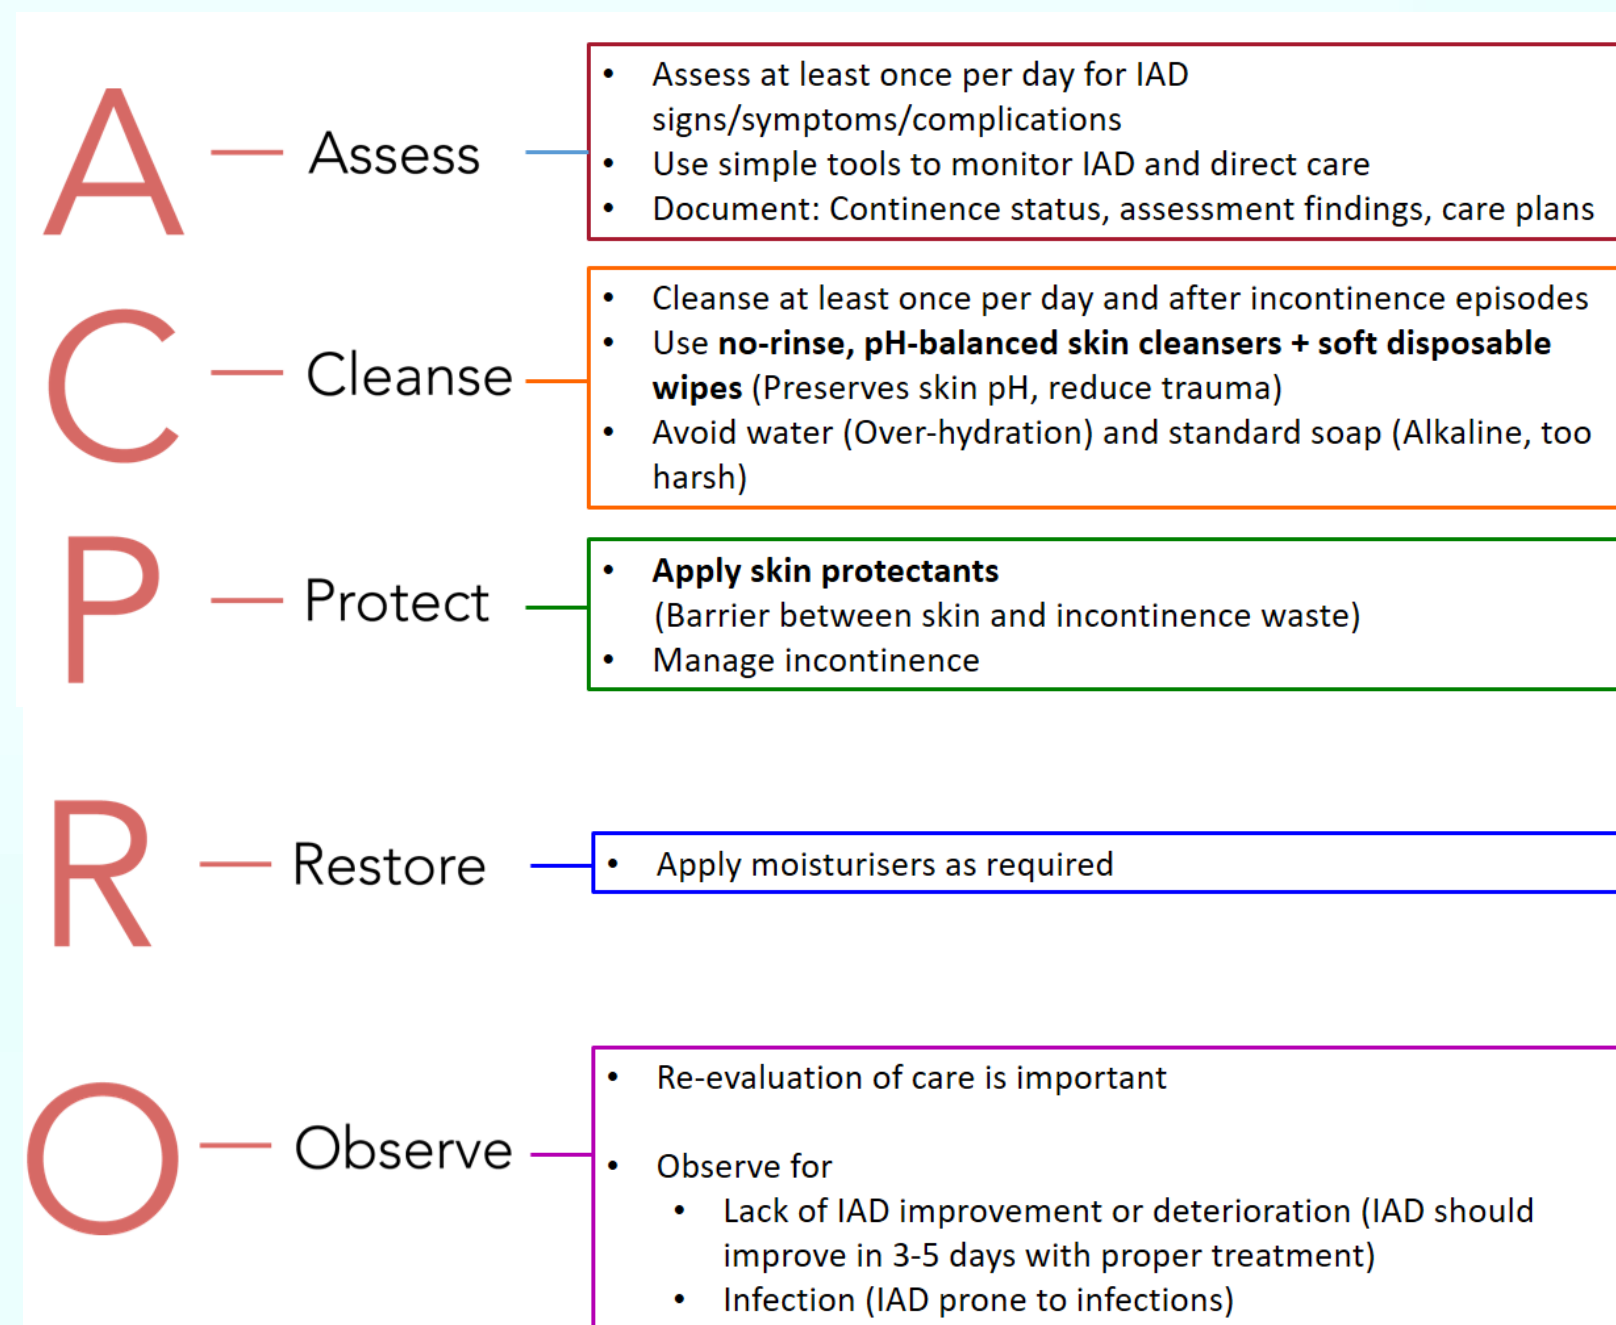 A — Assess
• Assess at least once per day for IAD
signs/symptoms/complications
• Use simple tools to monitor IAD and direct care
• Document: Continence status, assessment findings, care plans
C — Cleanse
• Cleanse at least once per day and after incontinence episodes
• Use no-rinse, pH-balanced skin cleansers + soft disposable
wipes (Preserves skin pH, reduce trauma)
• Avoid water (Over-hydration) and standard soap (Alkaline, too
harsh)
P — Protect
• Apply skin protectants
(Barrier between skin and incontinence waste)
• Manage incontinence
R — Restore
• Apply moisturisers as required
O — Observe
• Re-evaluation of care is important
• Observe for
• Lack of IAD improvement or deterioration (IAD should
improve in 3-5 days with proper treatment)
• Infection (IAD prone to infections)